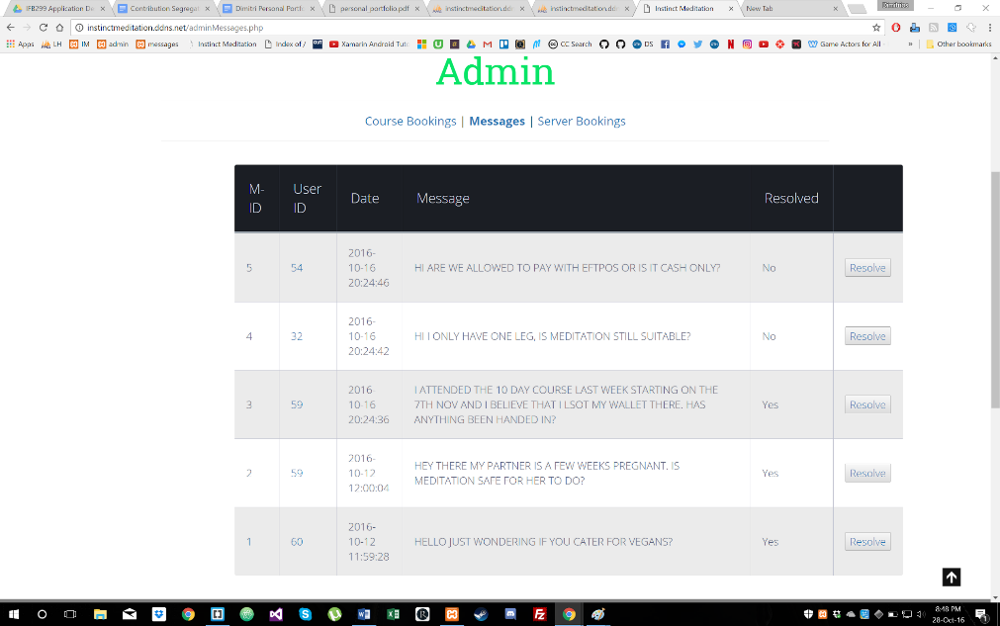 IFB299 Application De
Contribution Segregat
Dimitri Personal Portf
personal_portfolio.pdf
instinctmeditation.ddns
instinctmeditation.ddns
Instinct Meditation
New Tab
Dimitrios
instinctmeditation.ddns.net/adminMessages.php
Apps
LH
IM
admin
messages
Instinct Meditation
Index of /
Xamarin Android Tuto
CC Search
DS
Game Actors for All
»
Other bookmarks
Admin
Course Bookings | Messages | Server Bookings
M-
ID
User
ID
Date
Message
Resolved
5
54
2016-
10-16
20:24:46
HI ARE WE ALLOWED TO PAY WITH EFTPOS OR IS IT CASH ONLY?
No
Resolve
4
32
2016-
10-16
20:24:42
HI I ONLY HAVE ONE LEG, IS MEDITATION STILL SUITABLE?
No
Resolve
3
59
2016-
10-16
20:24:36
I ATTENDED THE 10 DAY COURSE LAST WEEK STARTING ON THE
7TH NOV AND I BELIEVE THAT I LSOT MY WALLET THERE. HAS
ANYTHING BEEN HANDED IN?
Yes
Resolve
2
59
2016-
10-12
12:00:04
HEY THERE MY PARTNER IS A FEW WEEKS PREGNANT, IS
MEDITATION SAFE FOR HER TO DO?
Yes
Resolve
1
60
2016-
10-12
11:59:28
HELLO JUST WONDERING IF YOU CATER FOR VEGANS?
Yes
Resolve
8:48 PM
28-Oct-16